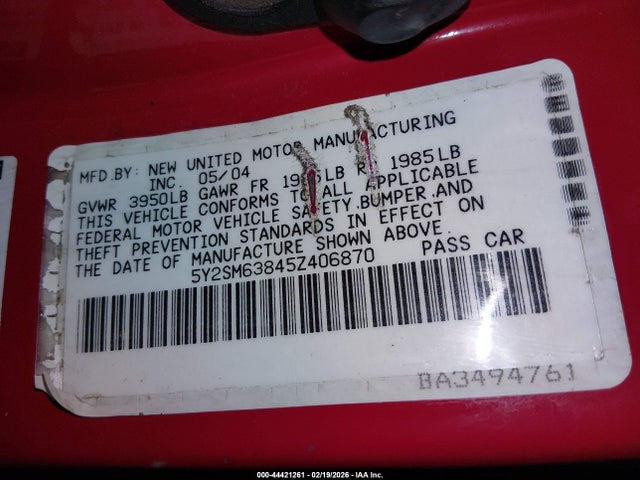 MFD.BY: NEW UNITED MOTOR MANUFACTURING
INC. 05/04
GVWR 3950LB GAWR FR LB 1985LB
THIS VEHICLE CONFORMS TO ALL APPLICABLE
FEDERAL MOTOR VEHICLE SAFETY,BUMPER,AND
THEFT PREVENTION STANDARDS IN EFFECT ON
THE DATE OF MANUFACTURE SHOWN ABOVE.
5Y2SM63845Z406870 PASS CAR
BA3494761
000-44421261 - 02/19/2026 - IAA Inc.